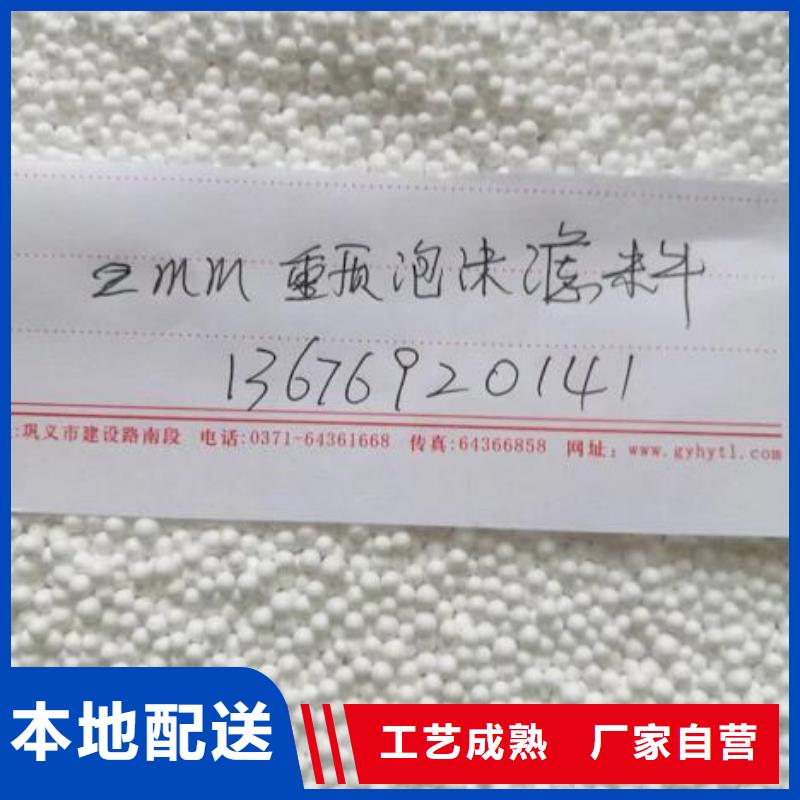 2mm 重质泡沫滤料
13676920141
:巩义市建设路南段 电话:0371-64361668 传真:64366858 网址：www.gyhytl.com
本地配送 工艺成熟 厂家自营